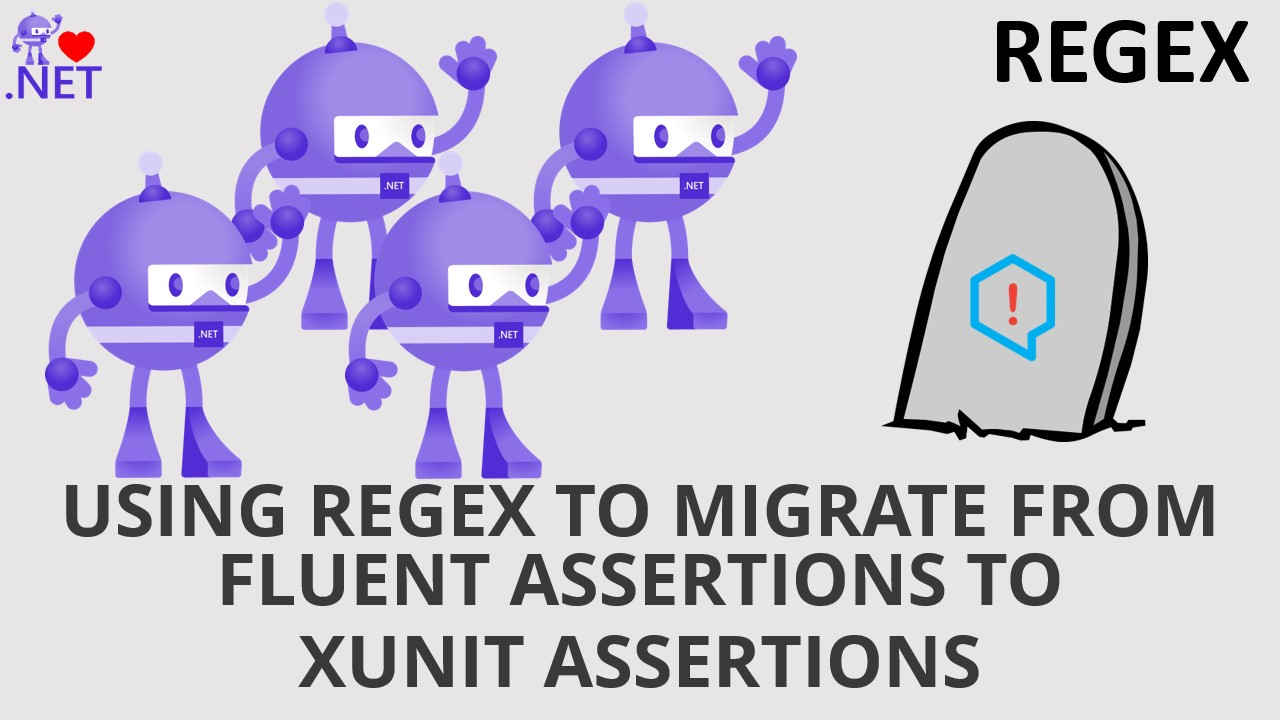 .NET
REGEX
.NET
.NET
.NET
.NET
!
USING REGEX TO MIGRATE FROM
FLUENT ASSERTIONS TO
XUNIT ASSERTIONS